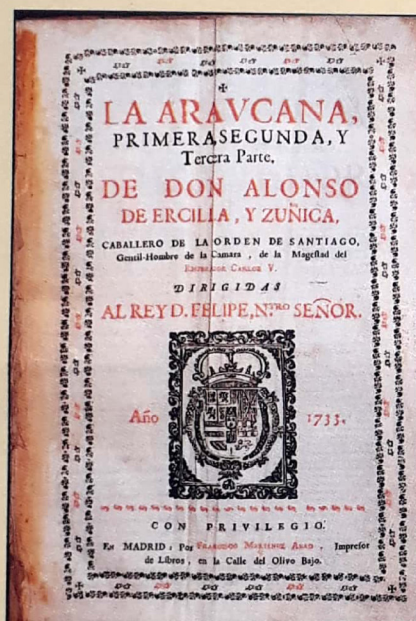 LA ARAVCANA,
PRIMERA, SEGUNDA, Y
Tercera Parte,
DE DON ALONSO
DE ERCILLA, Y ZUÑICA,
CABALLERO DE LA ORDEN DE SANTIAGO,
Gentil-Hombre de la Camara, de la Magestad del
EMPERADOR CARLOS V.
DIRIGIDAS
AL REY D. FELIPE, N.TRO SEÑOR.
Año 1733.
CON PRIVILEGIO.
En MADRID: Por FRANCISCO MARTINEZ ABAD, Impresor
de Libros, en la Calle del Olivo Bajo.